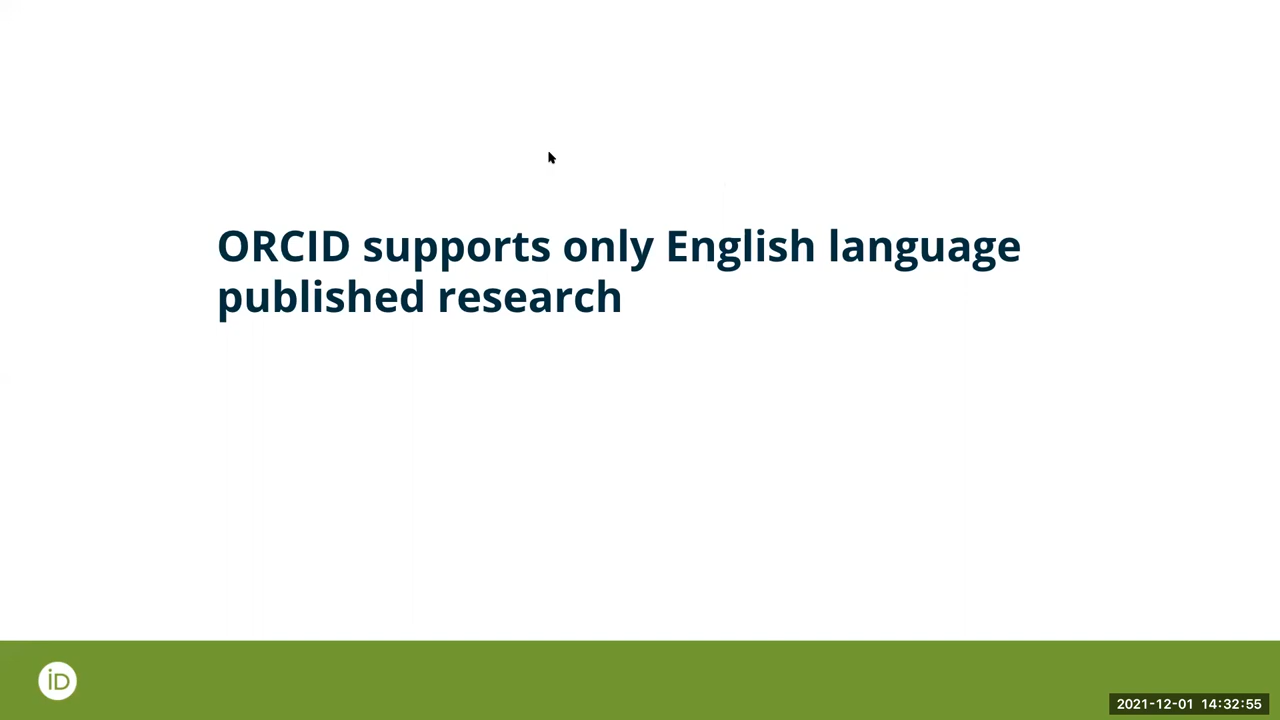 ORCID supports only English language
published research
iD
2021-12-01 14:32:55